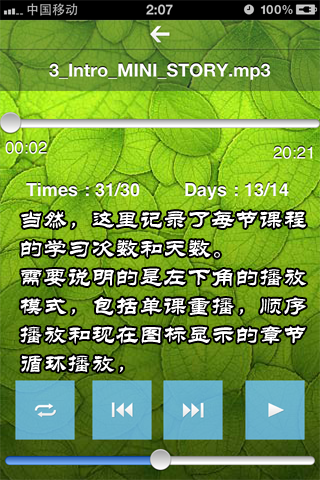 中国移动 2:07 100%
3_Intro_MINI_STORY.mp3
00:02 20:21
Times : 31/30 Days : 13/14
当然，这里记录了每节课程
的学习次数和天数。
需要说明的是左下角的播放
模式，包括单课重播，顺序
播放和现在图标显示的章节
循环播放，